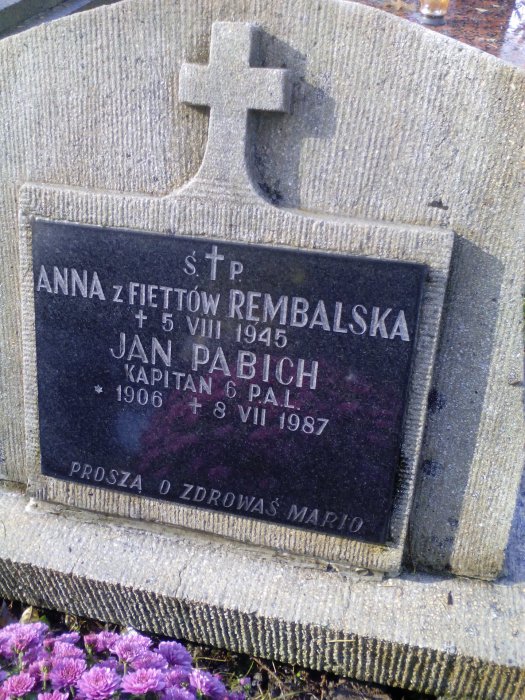 Ś. † P.
ANNA z FIETTÓW REMBALSKA
† 5 VIII 1945
JAN PABICH
KAPITAN 6 P.A.L.
* 1906 † 8 VII 1987
PROSZĄ O ZDROWAŚ MARIO